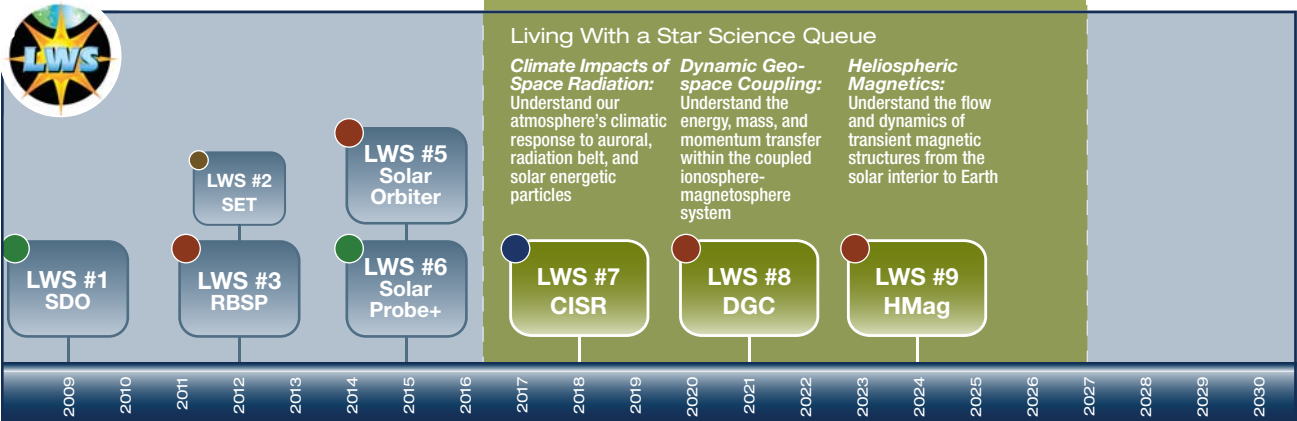 LWS
Living With a Star Science Queue
Climate Impacts of
Space Radiation:
Understand our
atmosphere's climatic
response to auroral,
radiation belt, and
solar energetic
particles
Dynamic Geo-
space Coupling:
Understand the
energy, mass, and
momentum transfer
within the coupled
ionosphere-
magnetosphere
system
Heliospheric
Magnetics:
Understand the flow
and dynamics of
transient magnetic
structures from the
solar interior to Earth
LWS #1
SDO
LWS #2
SET
LWS #3
RBSP
LWS #5
Solar
Orbiter
LWS #6
Solar
Probe+
LWS #7
CISR
LWS #8
DGC
LWS #9
HMag
2009
2010
2011
2012
2013
2014
2015
2016
2017
2018
2019
2020
2021
2022
2023
2024
2025
2026
2027
2028
2029
2030